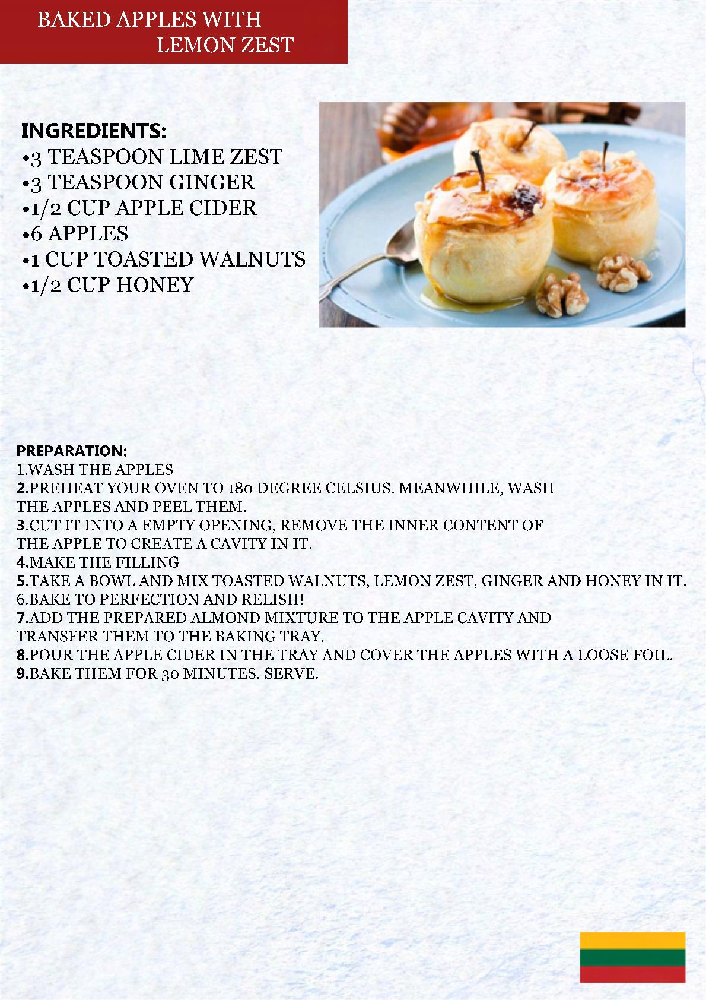 BAKED APPLES WITH
LEMON ZEST
INGREDIENTS:
•3 TEASPOON LIME ZEST
•3 TEASPOON GINGER
•1/2 CUP APPLE CIDER
•6 APPLES
•1 CUP TOASTED WALNUTS
•1/2 CUP HONEY
PREPARATION:
1.WASH THE APPLES
2.PREHEAT YOUR OVEN TO 180 DEGREE CELSIUS. MEANWHILE, WASH
THE APPLES AND PEEL THEM.
3.CUT IT INTO A EMPTY OPENING, REMOVE THE INNER CONTENT OF
THE APPLE TO CREATE A CAVITY IN IT.
4.MAKE THE FILLING
5.TAKE A BOWL AND MIX TOASTED WALNUTS, LEMON ZEST, GINGER AND HONEY IN IT.
6.BAKE TO PERFECTION AND RELISH!
7.ADD THE PREPARED ALMOND MIXTURE TO THE APPLE CAVITY AND
TRANSFER THEM TO THE BAKING TRAY.
8.POUR THE APPLE CIDER IN THE TRAY AND COVER THE APPLES WITH A LOOSE FOIL.
9.BAKE THEM FOR 30 MINUTES. SERVE.